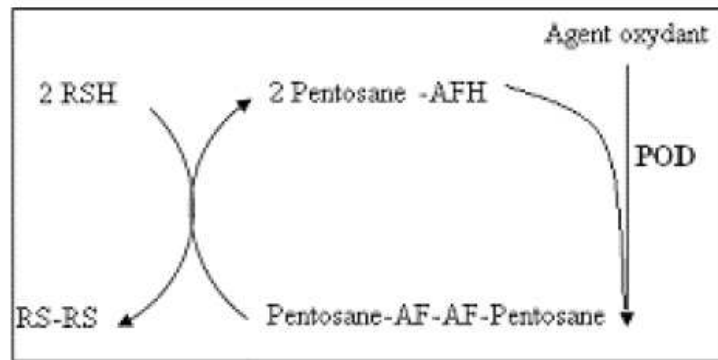 Agent oxydant
2 RSH
2 Pentosane -AFH
POD
RS-RS
Pentosane-AF-AF-Pentosane